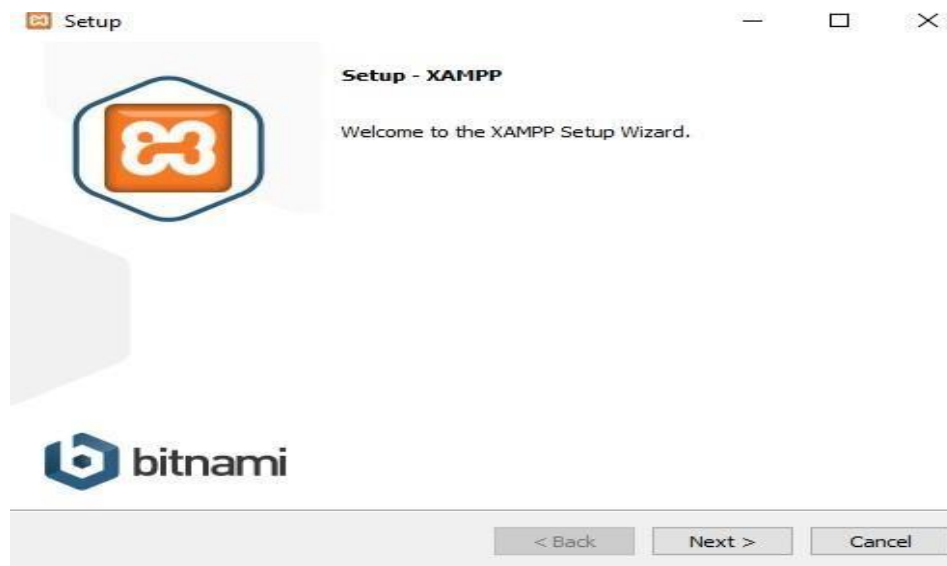 Setup
Setup - XAMPP
Welcome to the XAMPP Setup Wizard.
bitnami
< Back Next > Cancel